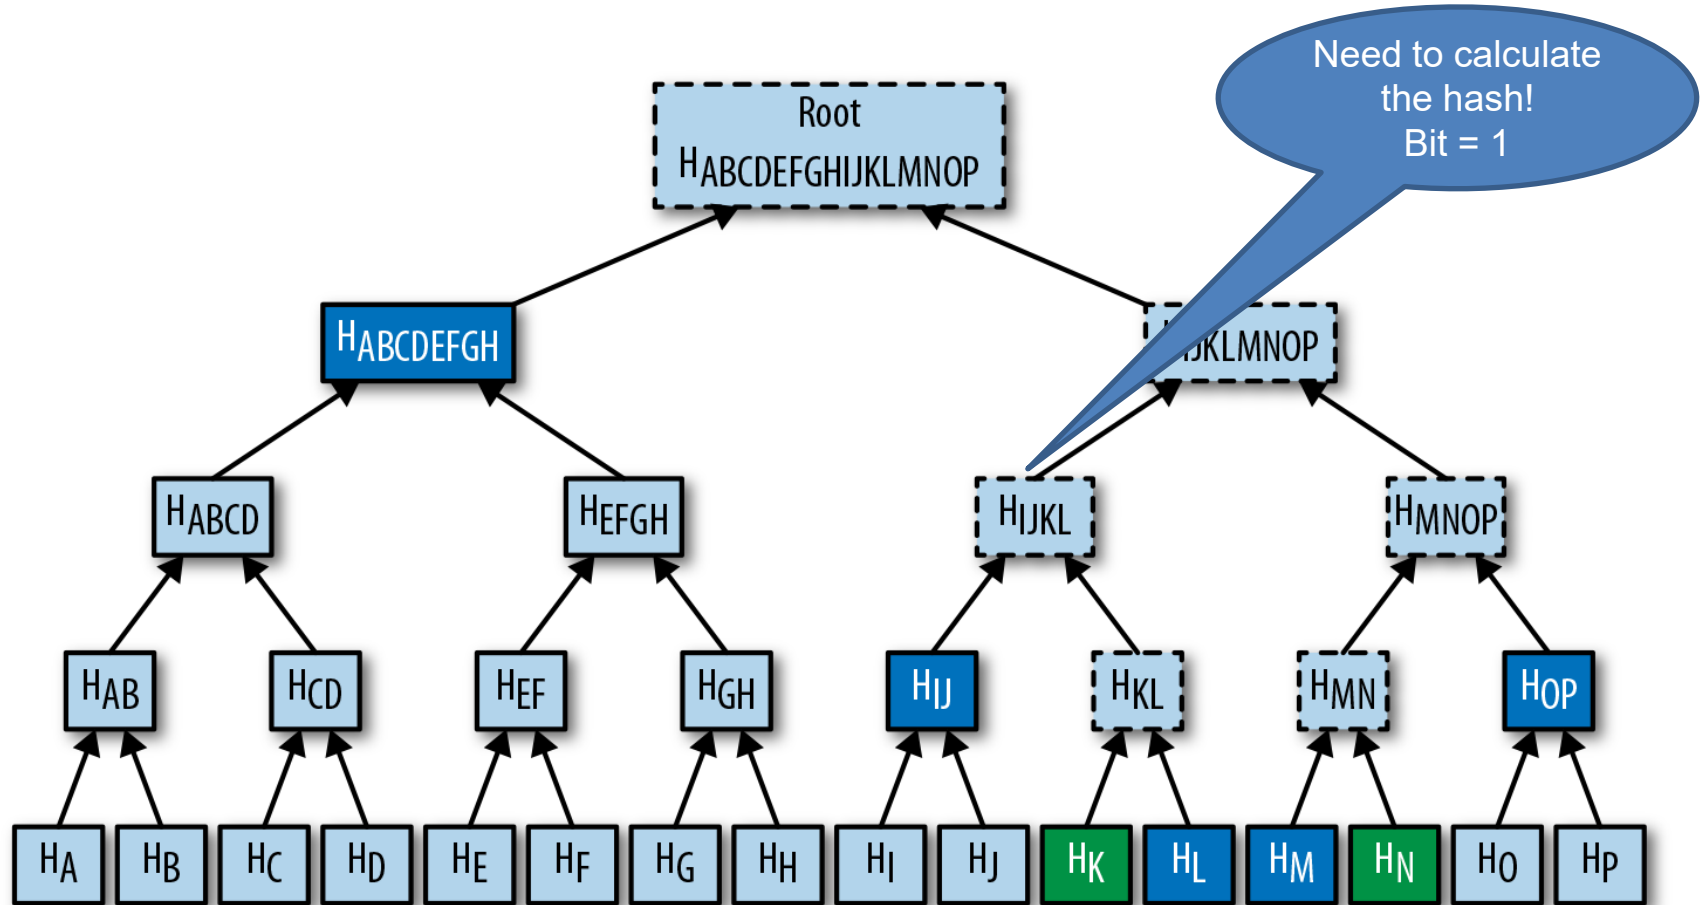 Need to calculate
the hash!
Bit = 1
Root
HABCDEFGHIJKLMNOP
HABCDEFGH
IJKLMNOP
HABCD
HEFGH
HIJKL
HMNOP
HAB
HCD
HEF
HGH
HIJ
HKL
HMN
HOP
HA
HB
HC
HD
HE
HF
HG
HH
HI
HJ
HK
HL
HM
HN
HO
HP